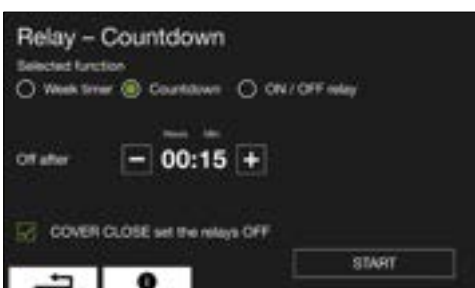 Relay – Countdown
Selected function
Week timer Countdown ON / OFF relay
Hours Min
Off after − 00:15 +
COVER CLOSE set the relays OFF
START